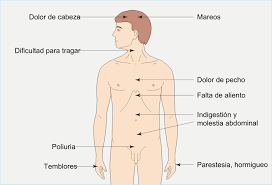 Dolor de cabeza
Mareos
Dificultad para tragar
Dolor de pecho
Falta de aliento
Indigestión y
molestia abdominal
Poliuria
Temblores
Parestesia, hormigueo